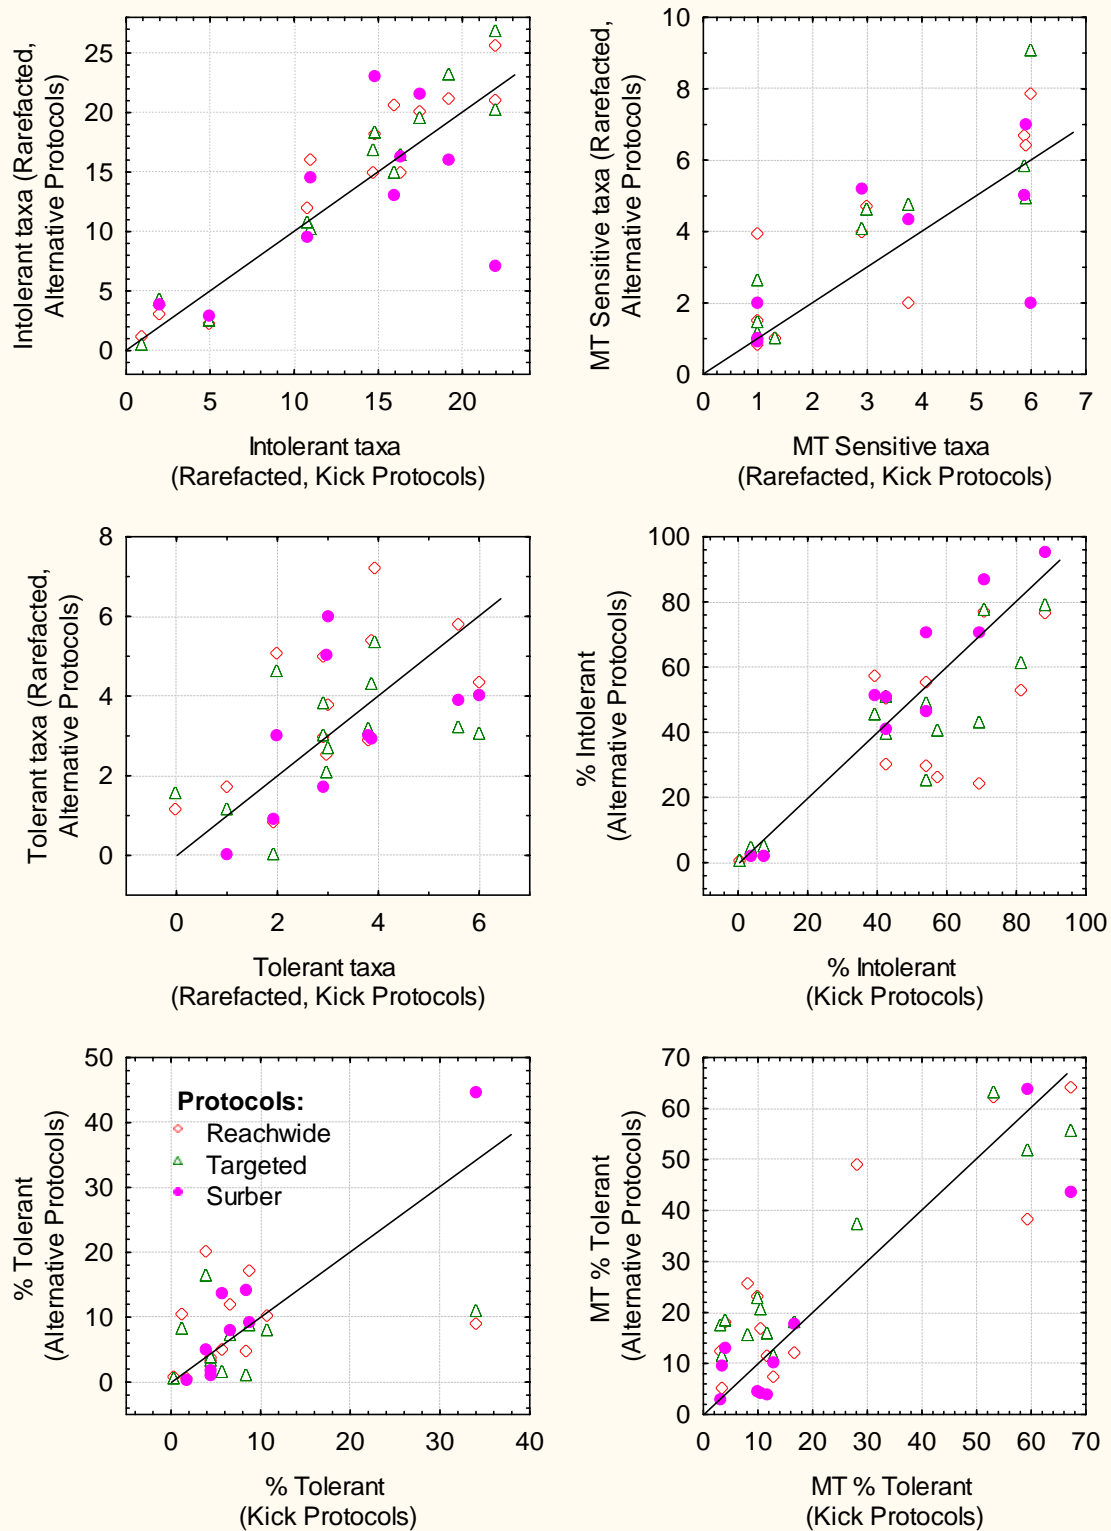 Intolerant taxa (Rarefacted,
Alternative Protocols)
25
20
15
10
5
0
0 5 10 15 20
Intolerant taxa
(Rarefacted, Kick Protocols)
MT Sensitive taxa (Rarefacted,
Alternative Protocols)
10
8
6
4
2
0
0 1 2 3 4 5 6 7
MT Sensitive taxa
(Rarefacted, Kick Protocols)
Tolerant taxa (Rarefacted,
Alternative Protocols)
8
6
4
2
0
0 2 4 6
Tolerant taxa
(Rarefacted, Kick Protocols)
% Intolerant
(Alternative Protocols)
100
80
60
40
20
0
0 20 40 60 80 100
% Intolerant
(Kick Protocols)
% Tolerant
(Alternative Protocols)
50
40
30
20
10
0
Protocols:
Reachwide
Targeted
Surber
0 10 20 30 40
% Tolerant
(Kick Protocols)
MT % Tolerant
(Alternative Protocols)
70
60
50
40
30
20
10
0
0 10 20 30 40 50 60 70
MT % Tolerant
(Kick Protocols)